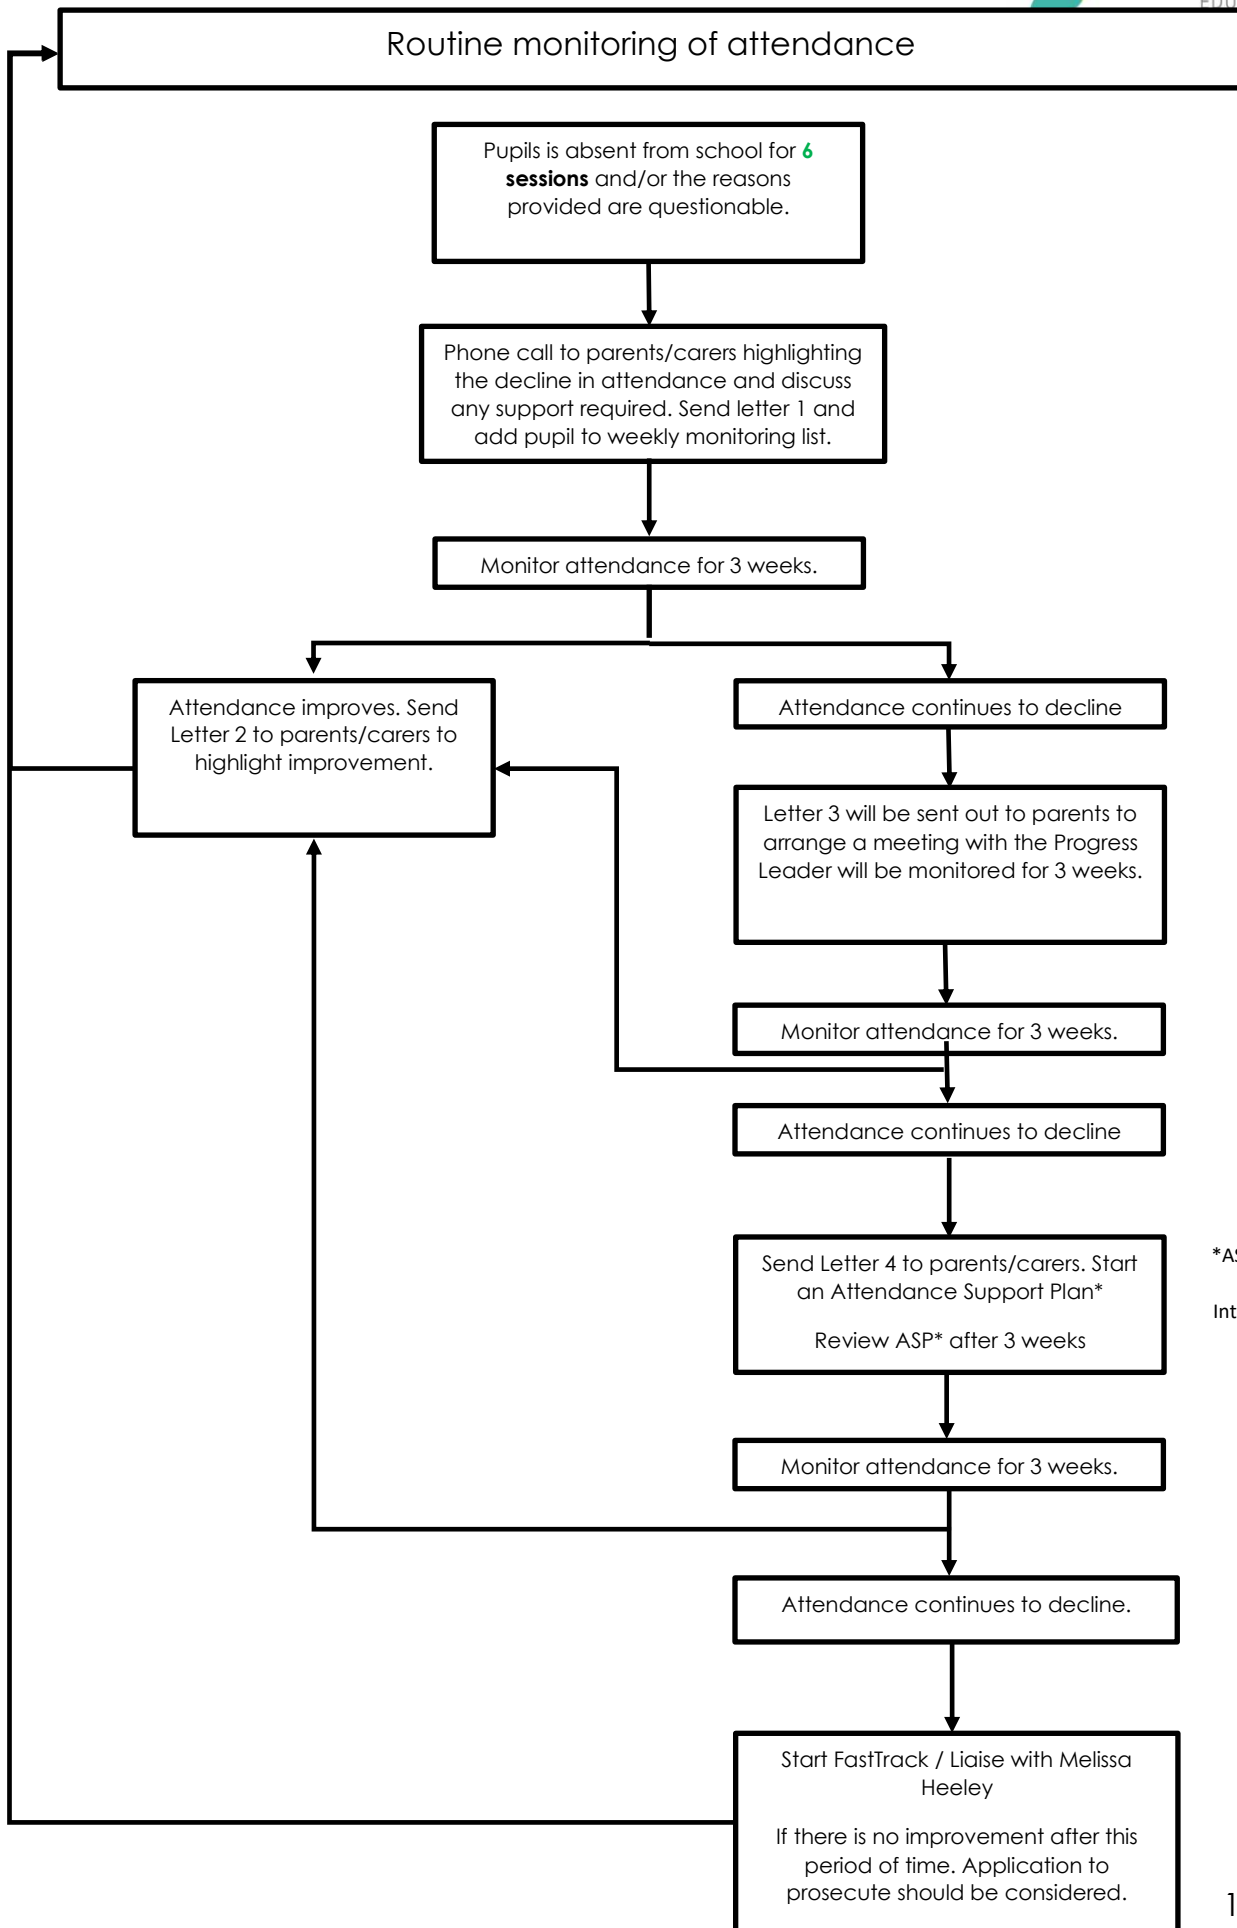 EDU
Routine monitoring of attendance
Pupils is absent from school for 6
sessions and/or the reasons
provided are questionable.
Phone call to parents/carers highlighting
the decline in attendance and discuss
any support required. Send letter 1 and
add pupil to weekly monitoring list.
Monitor attendance for 3 weeks.
Attendance improves. Send
Letter 2 to parents/carers to
highlight improvement.
Attendance continues to decline
Letter 3 will be sent out to parents to
arrange a meeting with the Progress
Leader will be monitored for 3 weeks.
Monitor attendance for 3 weeks.
Attendance continues to decline
Send Letter 4 to parents/carers. Start
an Attendance Support Plan*
Review ASP* after 3 weeks
*AS
Int
Monitor attendance for 3 weeks.
Attendance continues to decline.
Start FastTrack / Liaise with Melissa
Heeley
If there is no improvement after this
period of time. Application to
prosecute should be considered.
1